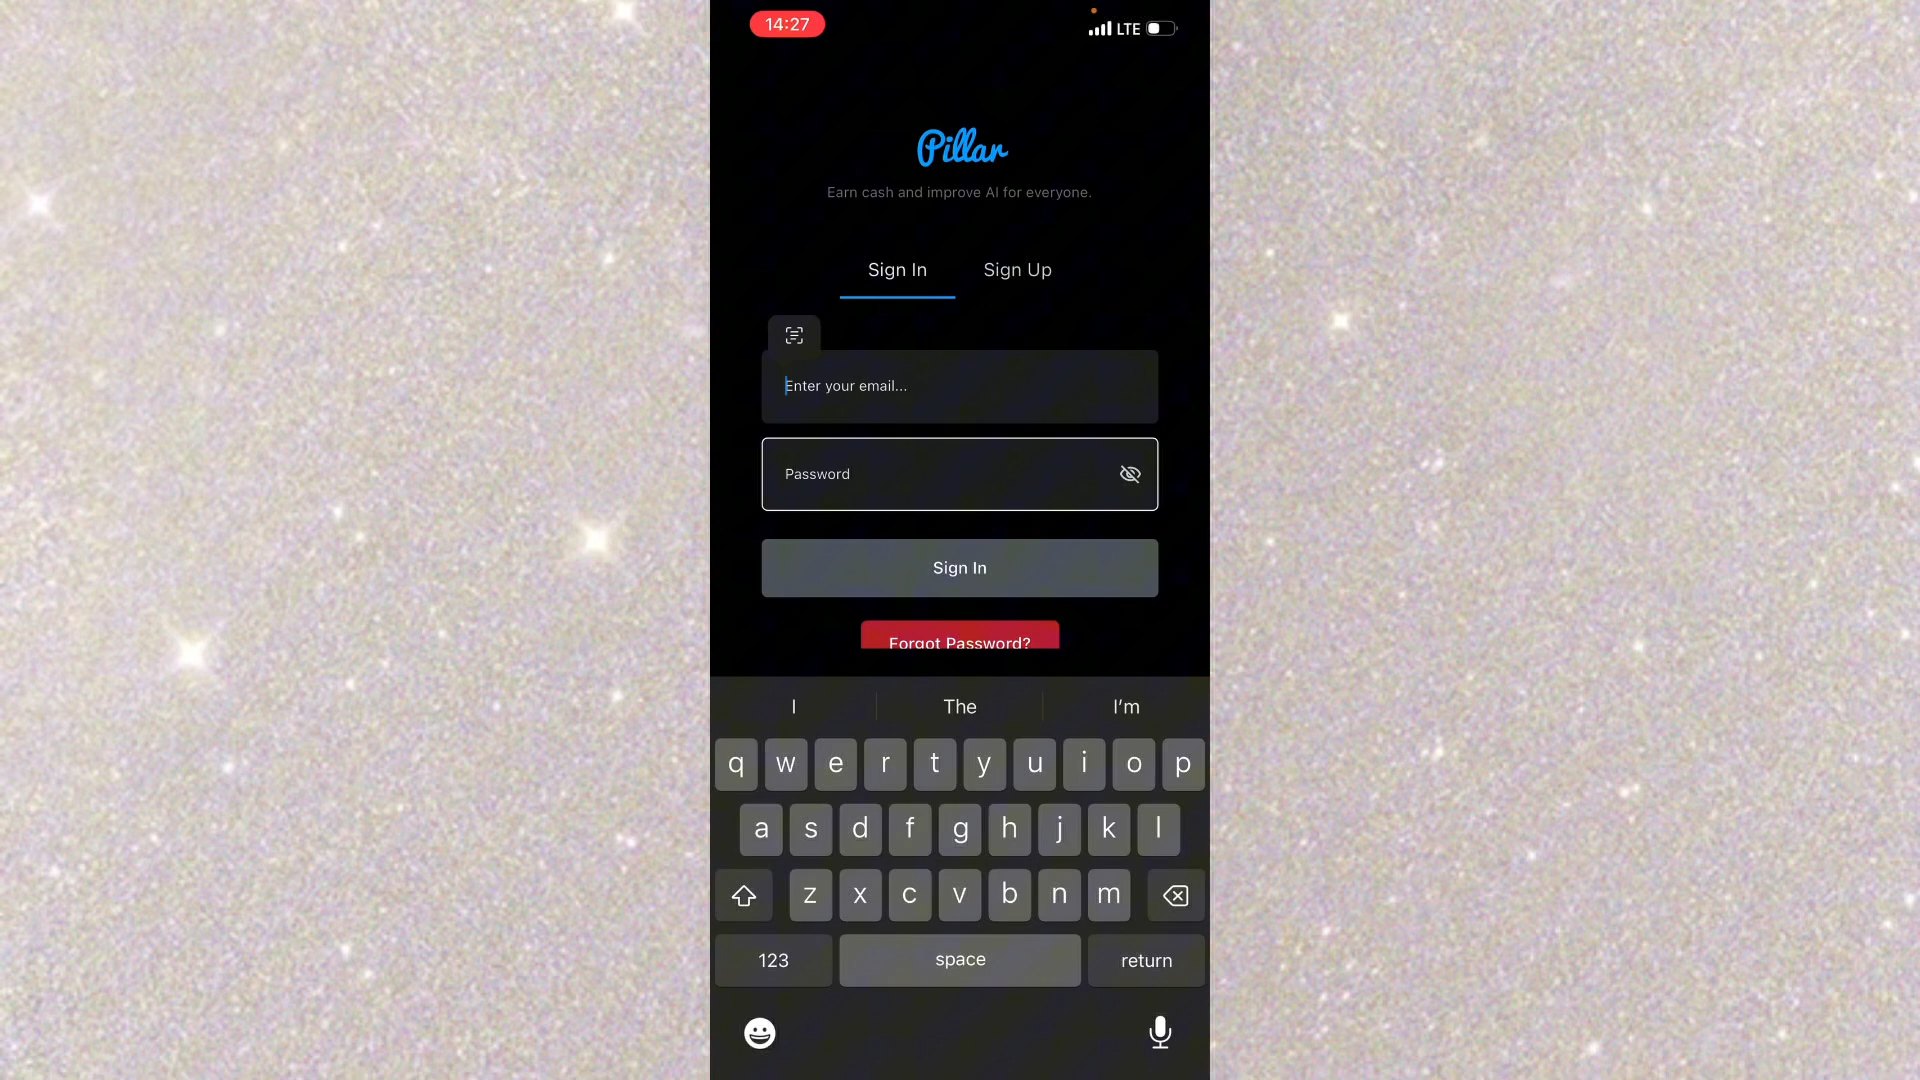 14:27 LTE
Pillar
Earn cash and improve AI for everyone.
Sign In Sign Up
Enter your email...
Password
Sign In
Forgot Password?
I The I'm
q w e r t y u i o p
a s d f g h j k l
z x c v b n m
123 space return